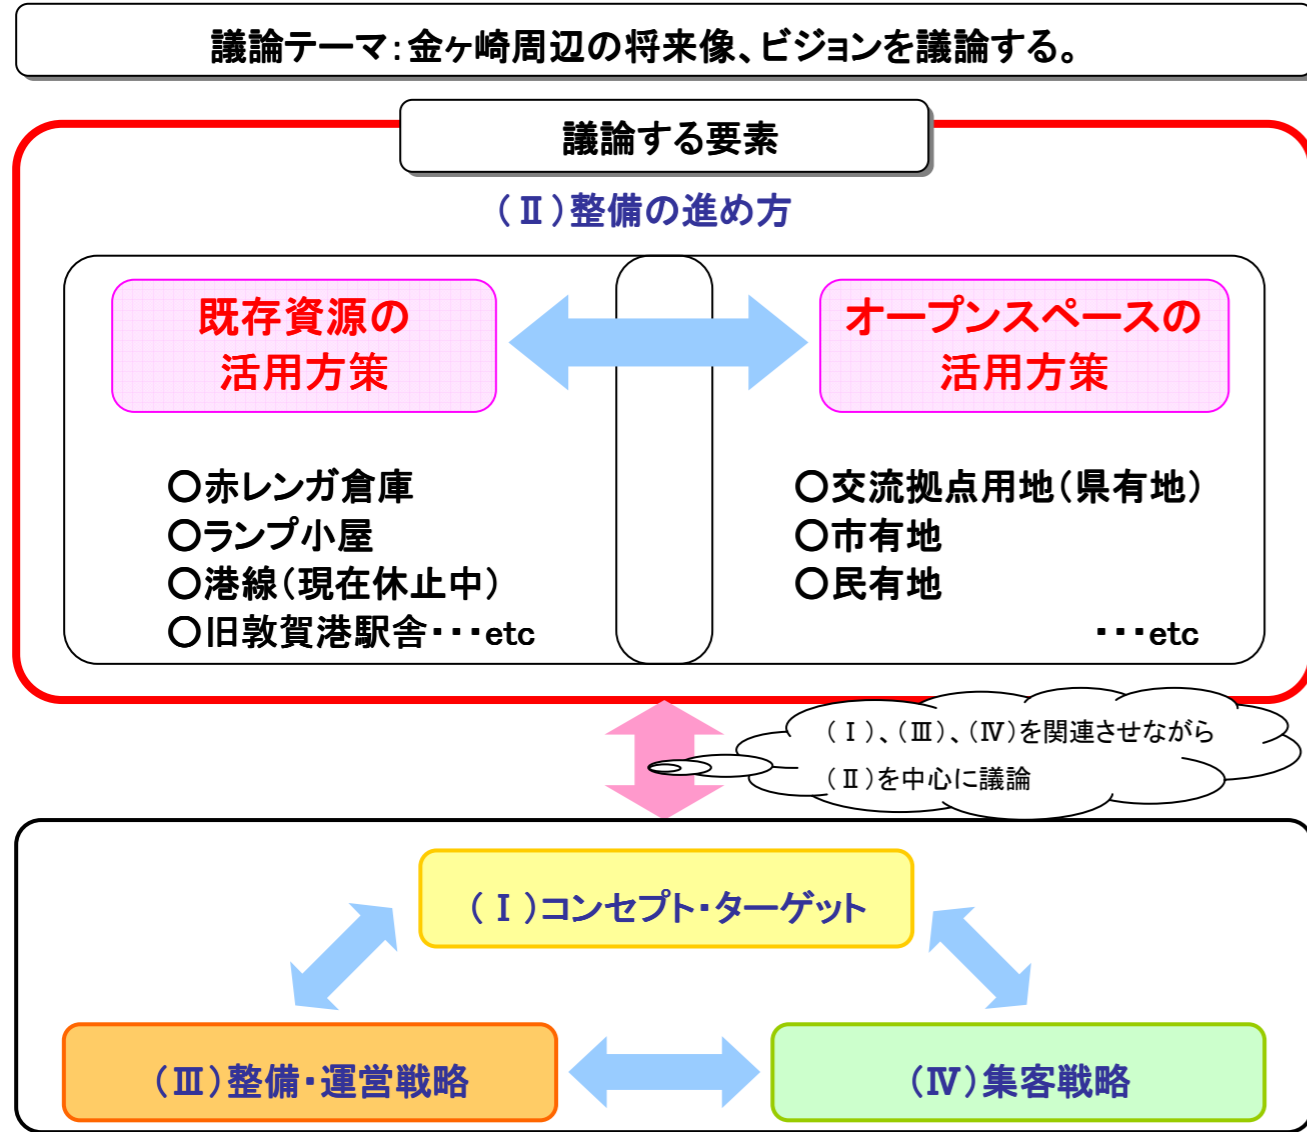 議論テーマ：金ヶ崎周辺の将来像、ビジョンを議論する。
議論する要素
（Ⅱ）整備の進め方
既存資源の
活用方策
オープンスペースの
活用方策
○赤レンガ倉庫
○ランプ小屋
○港線（現在休止中）
○旧敦賀港駅舎・・・etc
○交流拠点用地（県有地）
○市有地
○民有地
・・・etc
（Ⅰ）、（Ⅲ）、（Ⅳ）を関連させながら
（Ⅱ）を中心に議論
（Ⅰ）コンセプト・ターゲット
（Ⅲ）整備・運営戦略
（Ⅳ）集客戦略